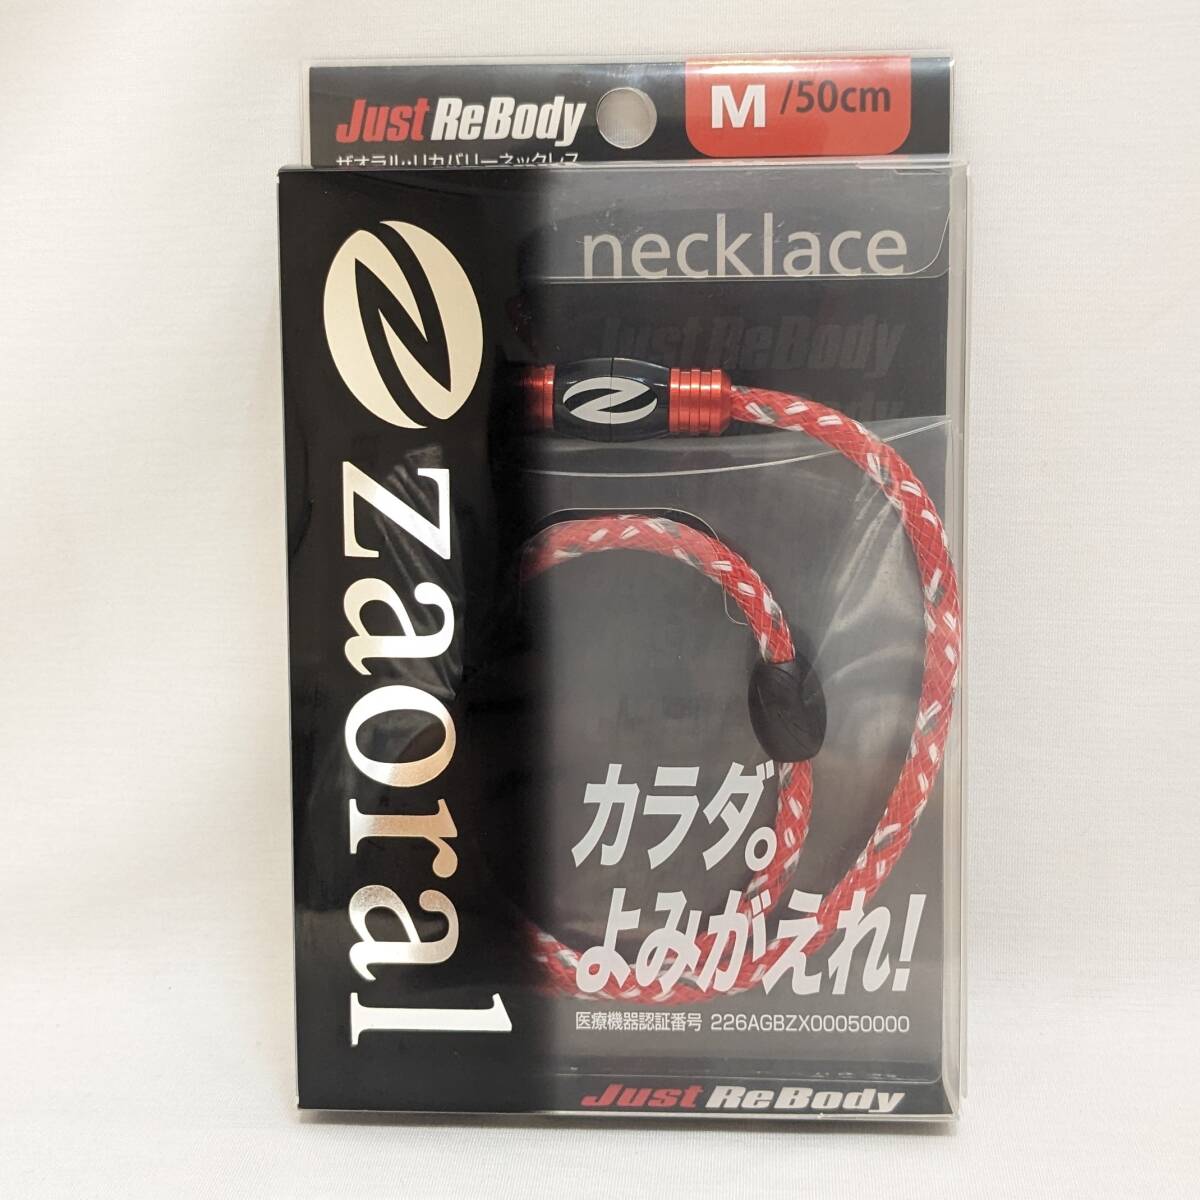 Just ReBody
M /50cm
ザオラル・リカバリーネックレス
necklace
zaoral
Just ReBody
カラダ。
よみがえれ!
医療機器認証番号 226AGBZX00050000
Just ReBody